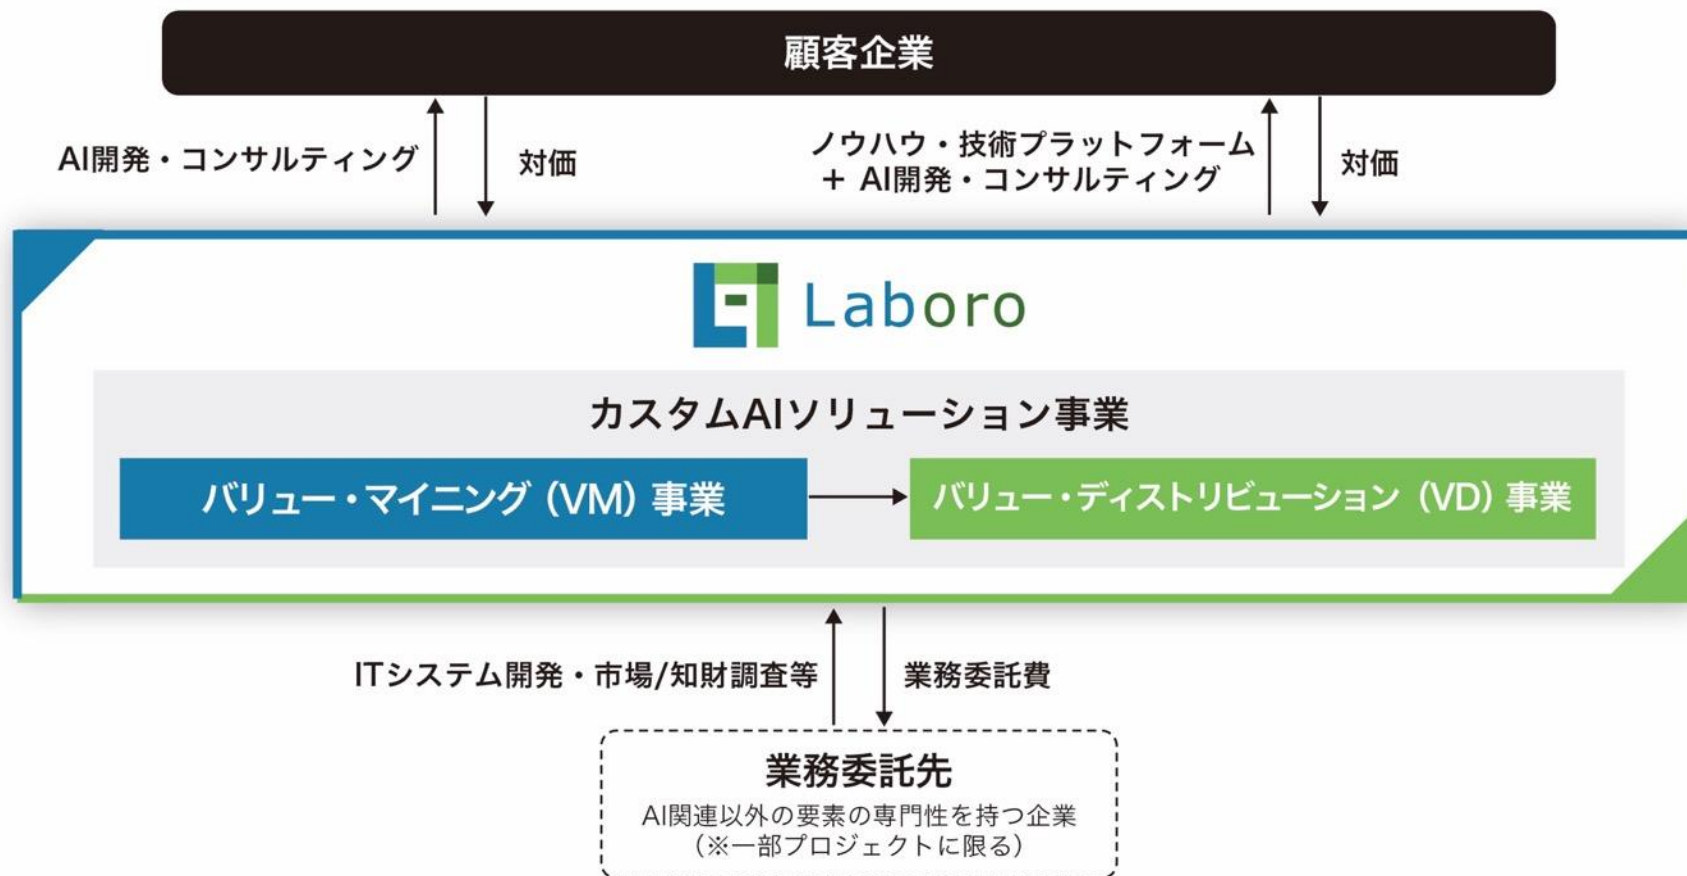 顧客企業
AI開発・コンサルティング
対価
ノウハウ・技術プラットフォーム
+ AI開発・コンサルティング
対価
Laboro
カスタムAIソリューション事業
バリュー・マイニング（VM）事業
バリュー・ディストリビューション（VD）事業
ITシステム開発・市場/知財調査等
業務委託費
業務委託先
AI関連以外の要素の専門性を持つ企業
（※一部プロジェクトに限る）